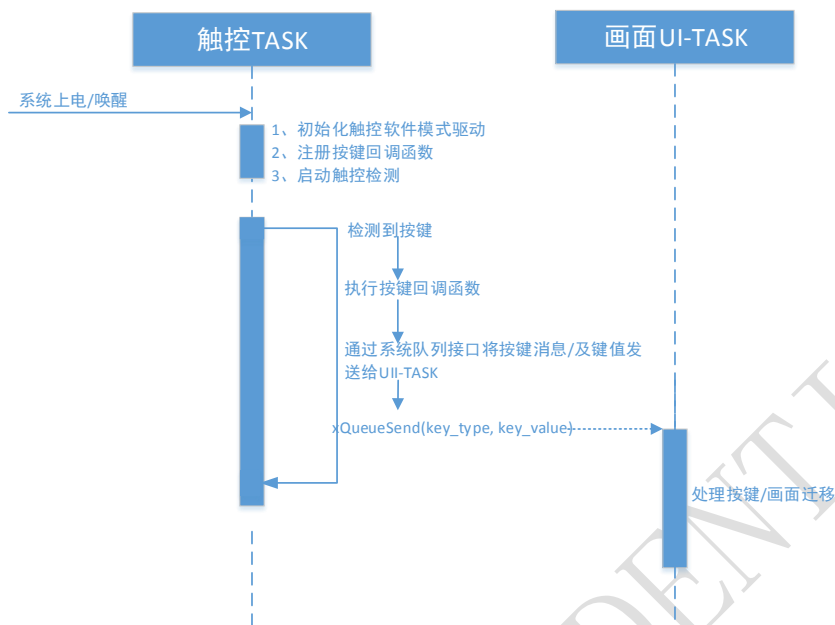 触控TASK
画面UI-TASK
系统上电/唤醒
1、初始化触控软件模式驱动
2、注册按键回调函数
3、启动触控检测
检测到按键
执行按键回调函数
通过系统队列接口将按键消息/及键值发
送给UII-TASK
xQueueSend(key_type, key_value)
处理按键/画面迁移